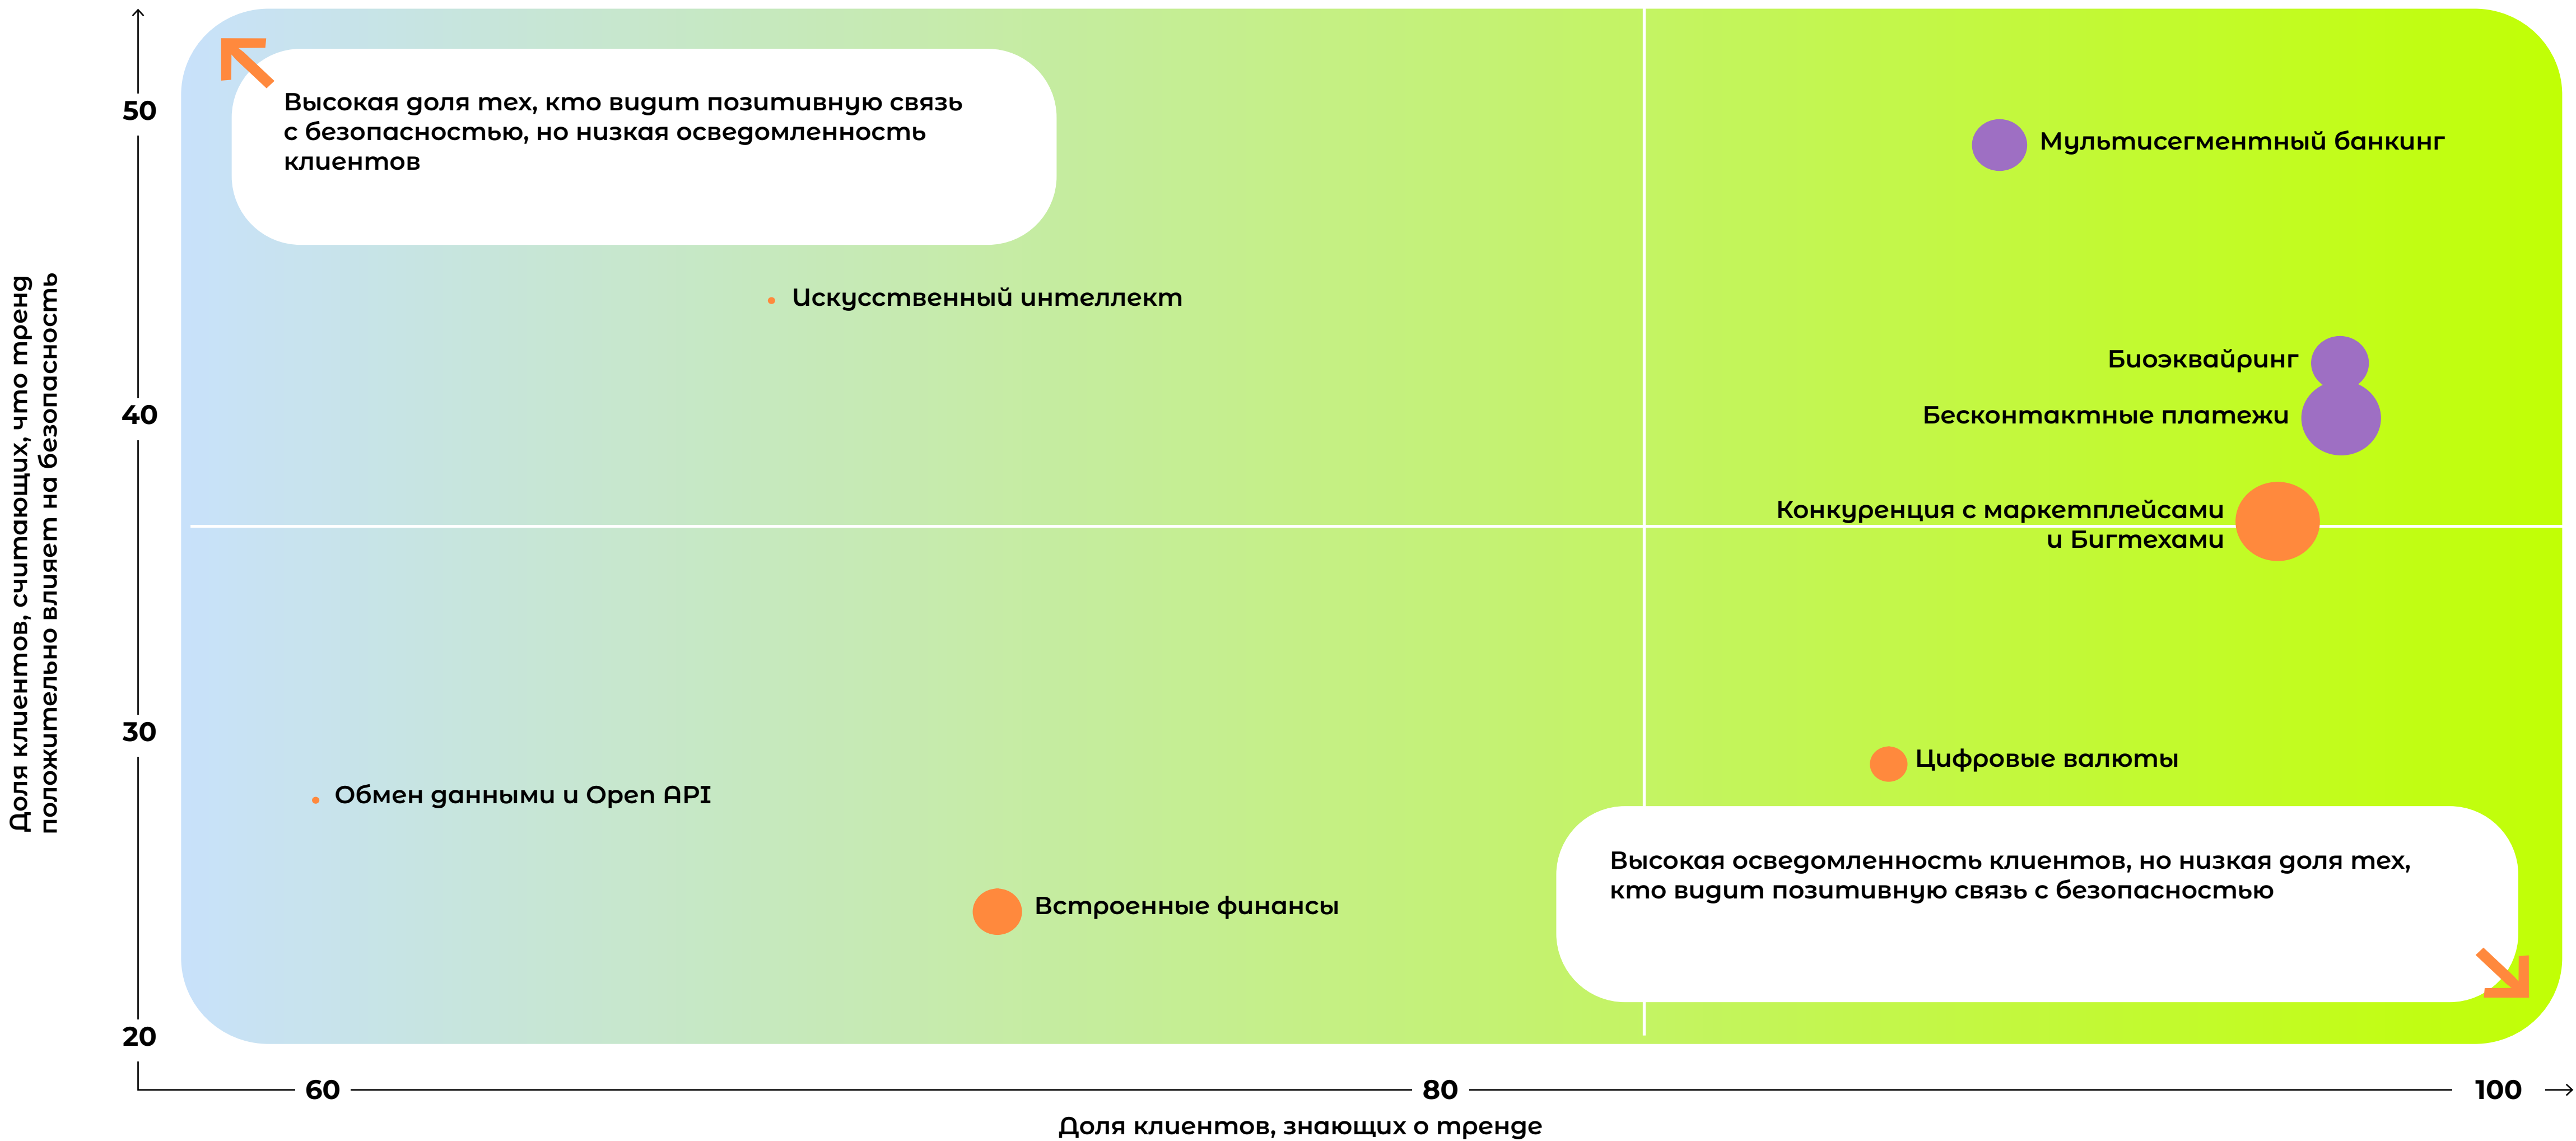 Доля клиентов, считающих, что тренд
положительно влияет на безопасность
50
40
30
20
Высокая доля тех, кто видит позитивную связь
с безопасностью, но низкая осведомленность
клиентов
Мультисегментный банкинг
Искусственный интеллект
Биоэквайринг
Бесконтактные платежи
Конкуренция с маркетплейсами
и Бигтехами
Цифровые валюты
Обмен данными и Open API
Встроенные финансы
Высокая осведомленность клиентов, но низкая доля тех,
кто видит позитивную связь с безопасностью
60
80
100
Доля клиентов, знающих о тренде